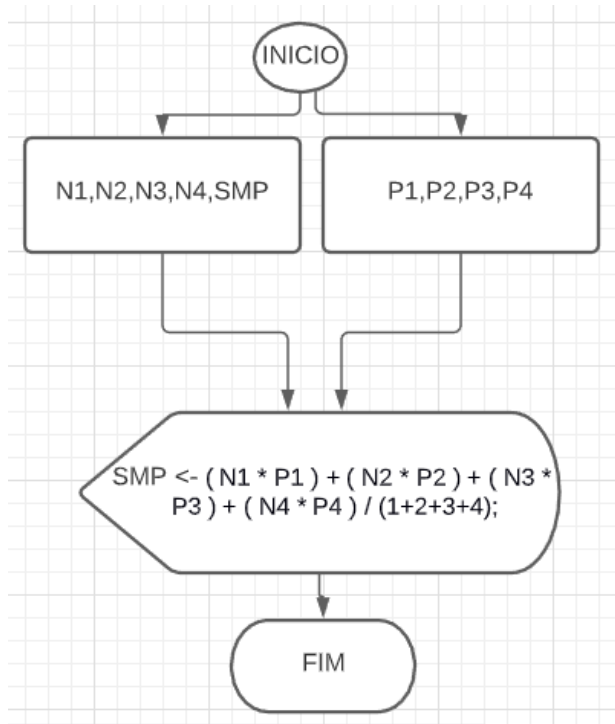 INICIO
N1,N2,N3,N4,SMP
P1,P2,P3,P4
SMP <- ( N1 * P1 ) + ( N2 * P2 ) + ( N3 *
P3 ) + ( N4 * P4 ) / (1+2+3+4);
FIM